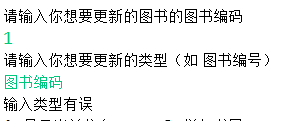 请输入你想要更新的图书的图书编码
1
请输入你想要更新的类型（如 图书编号）
图书编码
输入类型有误